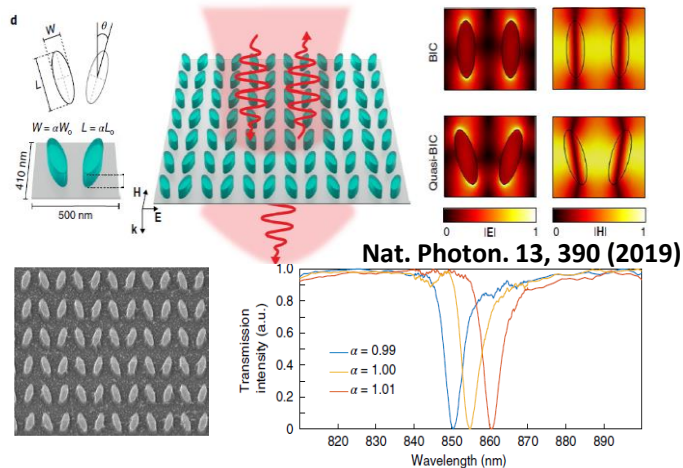 d
W
θ
L
W = αW₀ L = αL₀
410 nm
500 nm
H
E
k
BIC
Quasi-BIC
0 |E| 1
0 |H| 1
Nat. Photon. 13, 390 (2019)
Transmission
intensity (a.u.)
1.0
0.8
0.6
0.4
0.2
0
α = 0.99
α = 1.00
α = 1.01
820 830 840 850 860 870 880 890
Wavelength (nm)